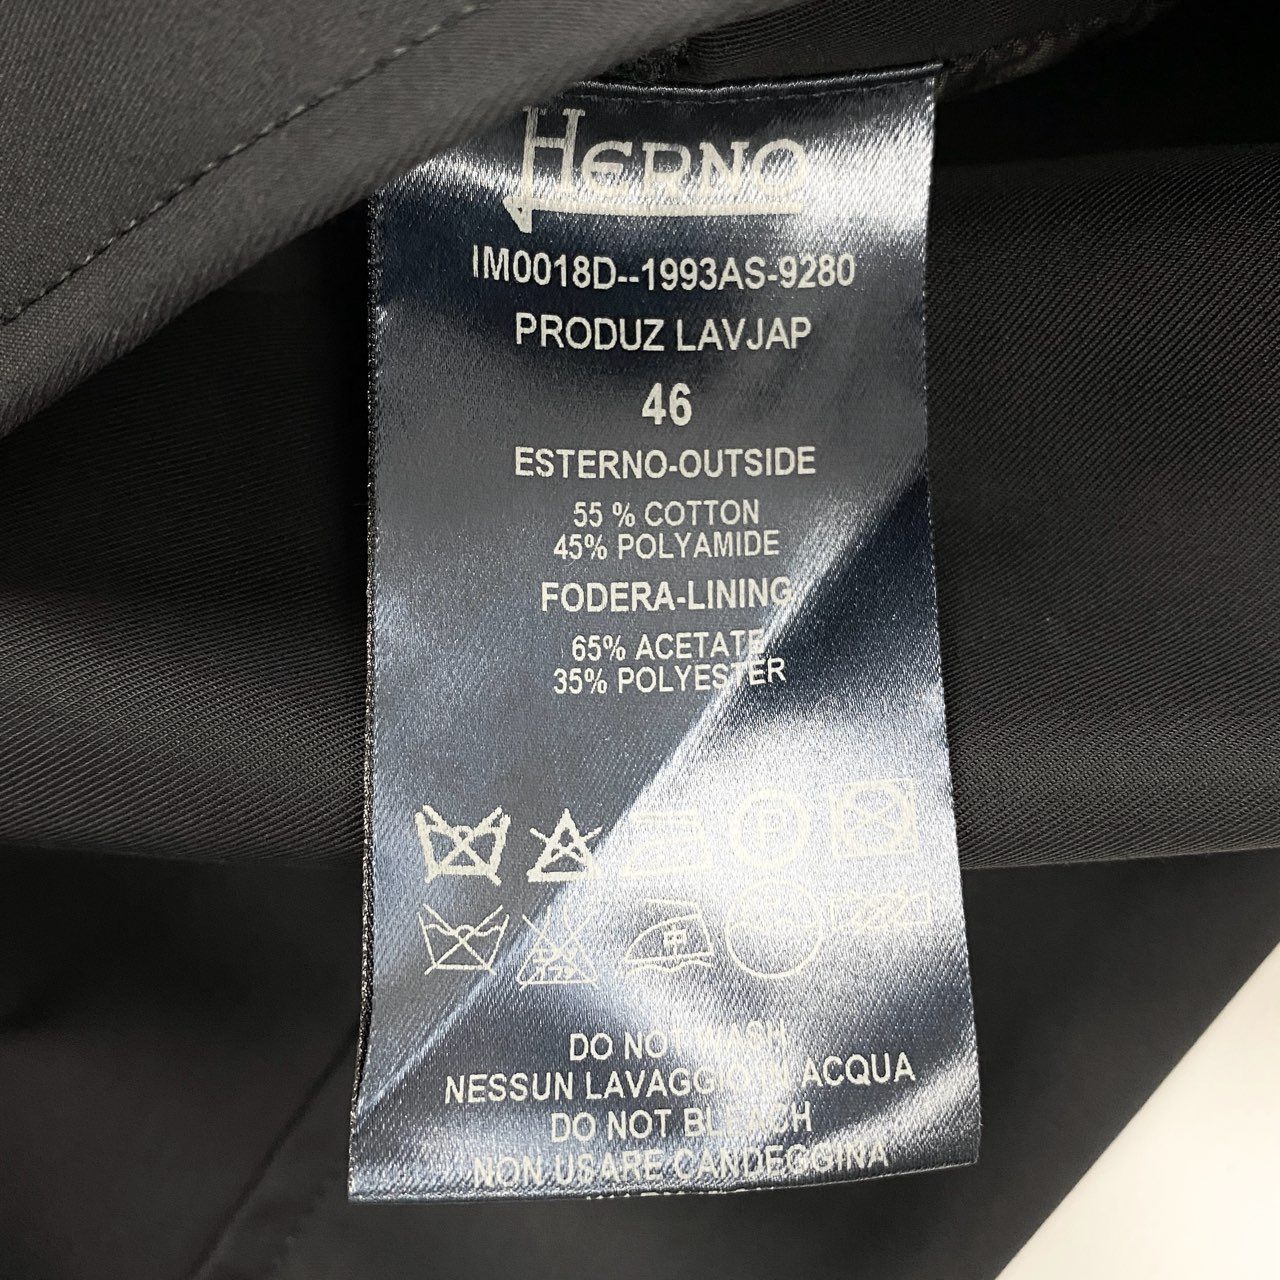 HERNO
IM0018D--1993AS-9280
PRODUZ LAVJAP
46
ESTERNO-OUTSIDE
55 % COTTON
45% POLYAMIDE
FODERA-LINING
65% ACETATE
35% POLYESTER
P
DO NOT WASH
NESSUN LAVAGGIO IN ACQUA
DO NOT BLEACH
NON USARE CANDEGGINA